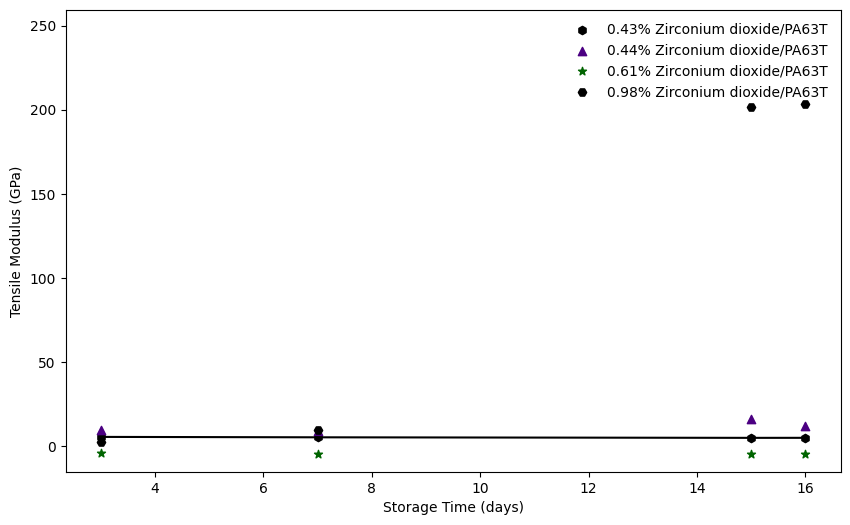 250
200
150
100
50
0
Tensile Modulus (GPa)
0.43% Zirconium dioxide/PA63T
0.44% Zirconium dioxide/PA63T
0.61% Zirconium dioxide/PA63T
0.98% Zirconium dioxide/PA63T
4 6 8 10 12 14 16
Storage Time (days)